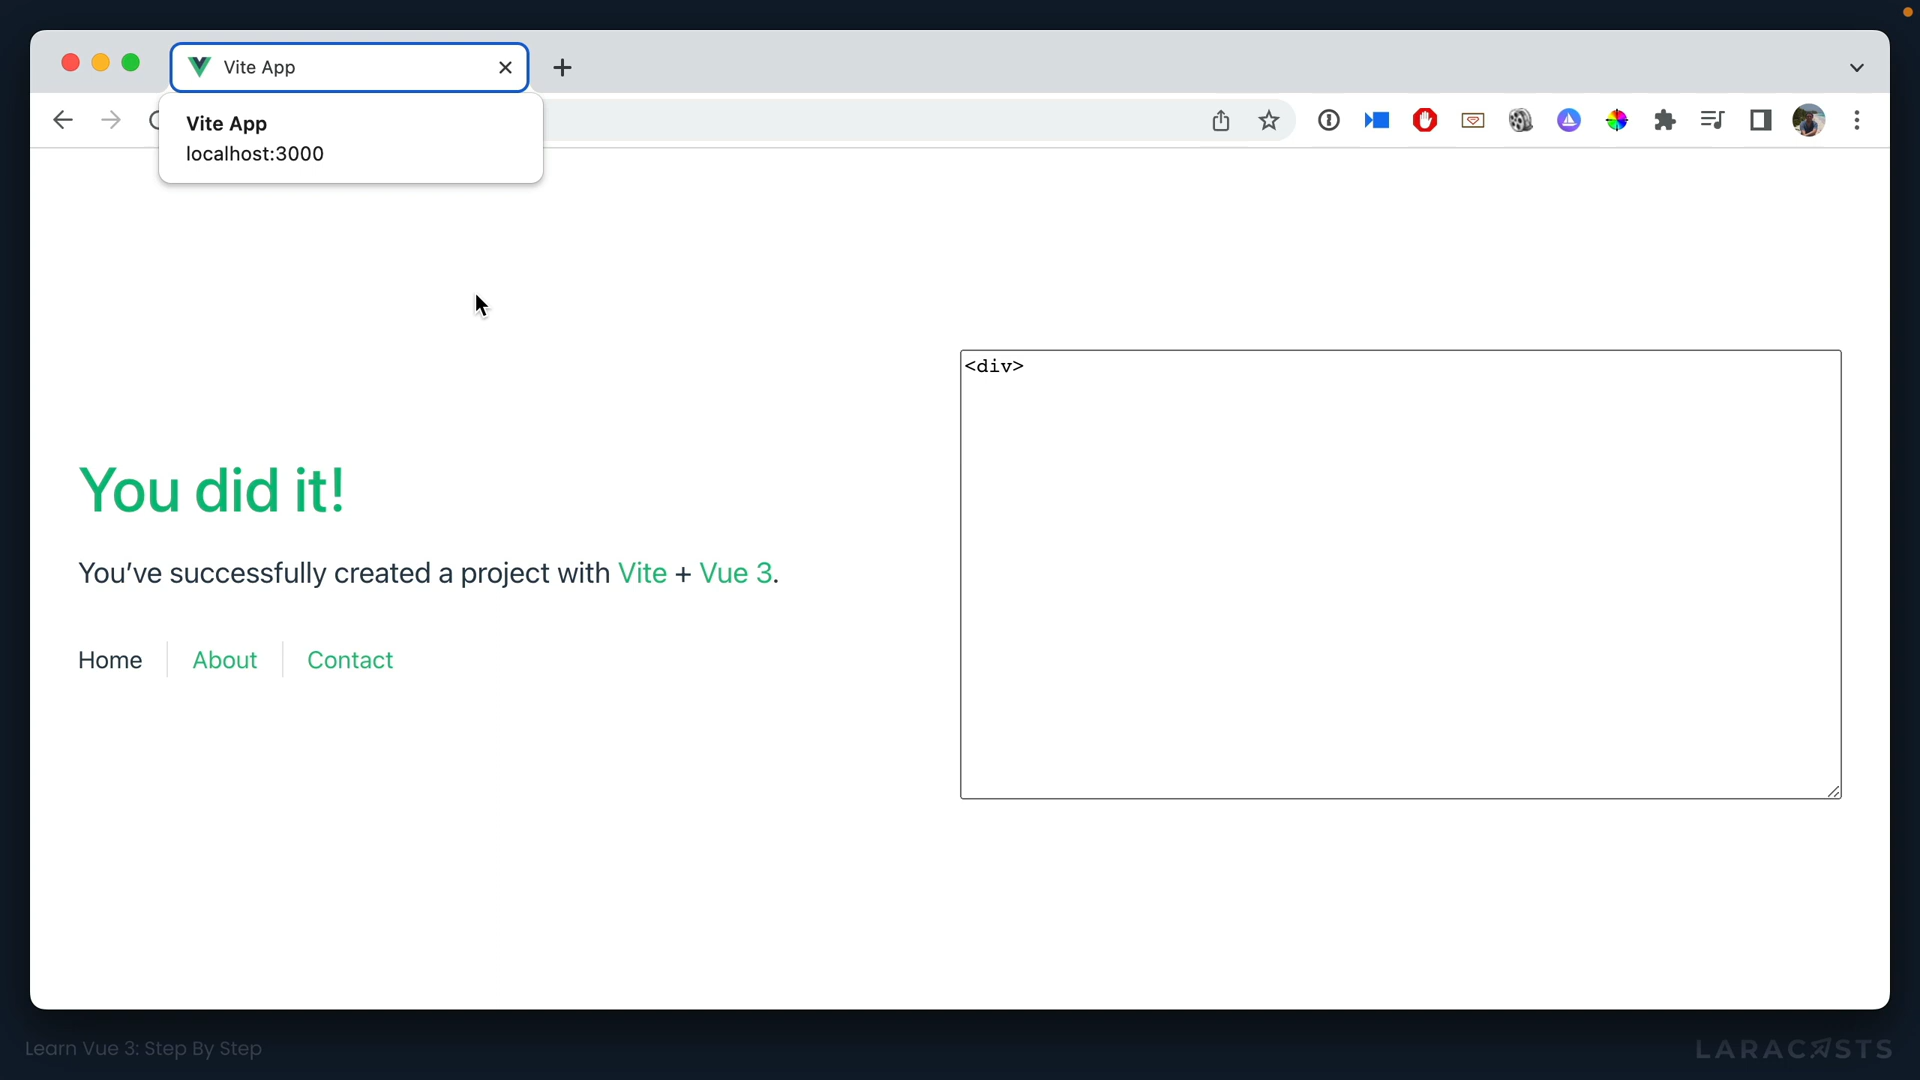 Vite App
Vite App
localhost:3000
<div>
You did it!
You’ve successfully created a project with Vite + Vue 3.
Home About Contact
Learn Vue 3: Step By Step
LARACASTS